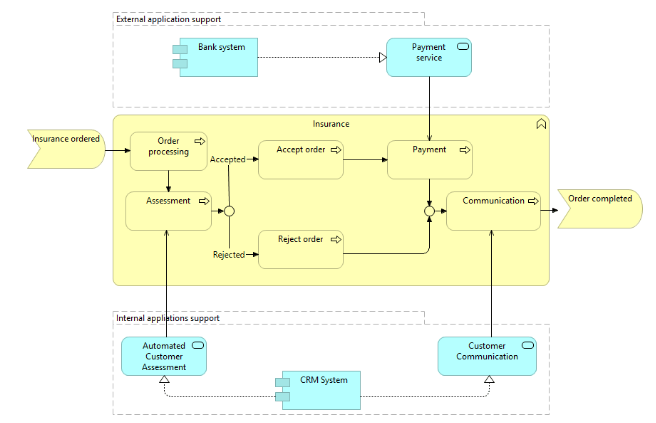 External application support
Bank system
Payment
service
Insurance
Insurance ordered
Order
processing
Accepted
Accept order
Payment
Assessment
Communication
Order completed
Rejected
Reject order
Internal appliations support
Automated
Customer
Assessment
CRM System
Customer
Communication